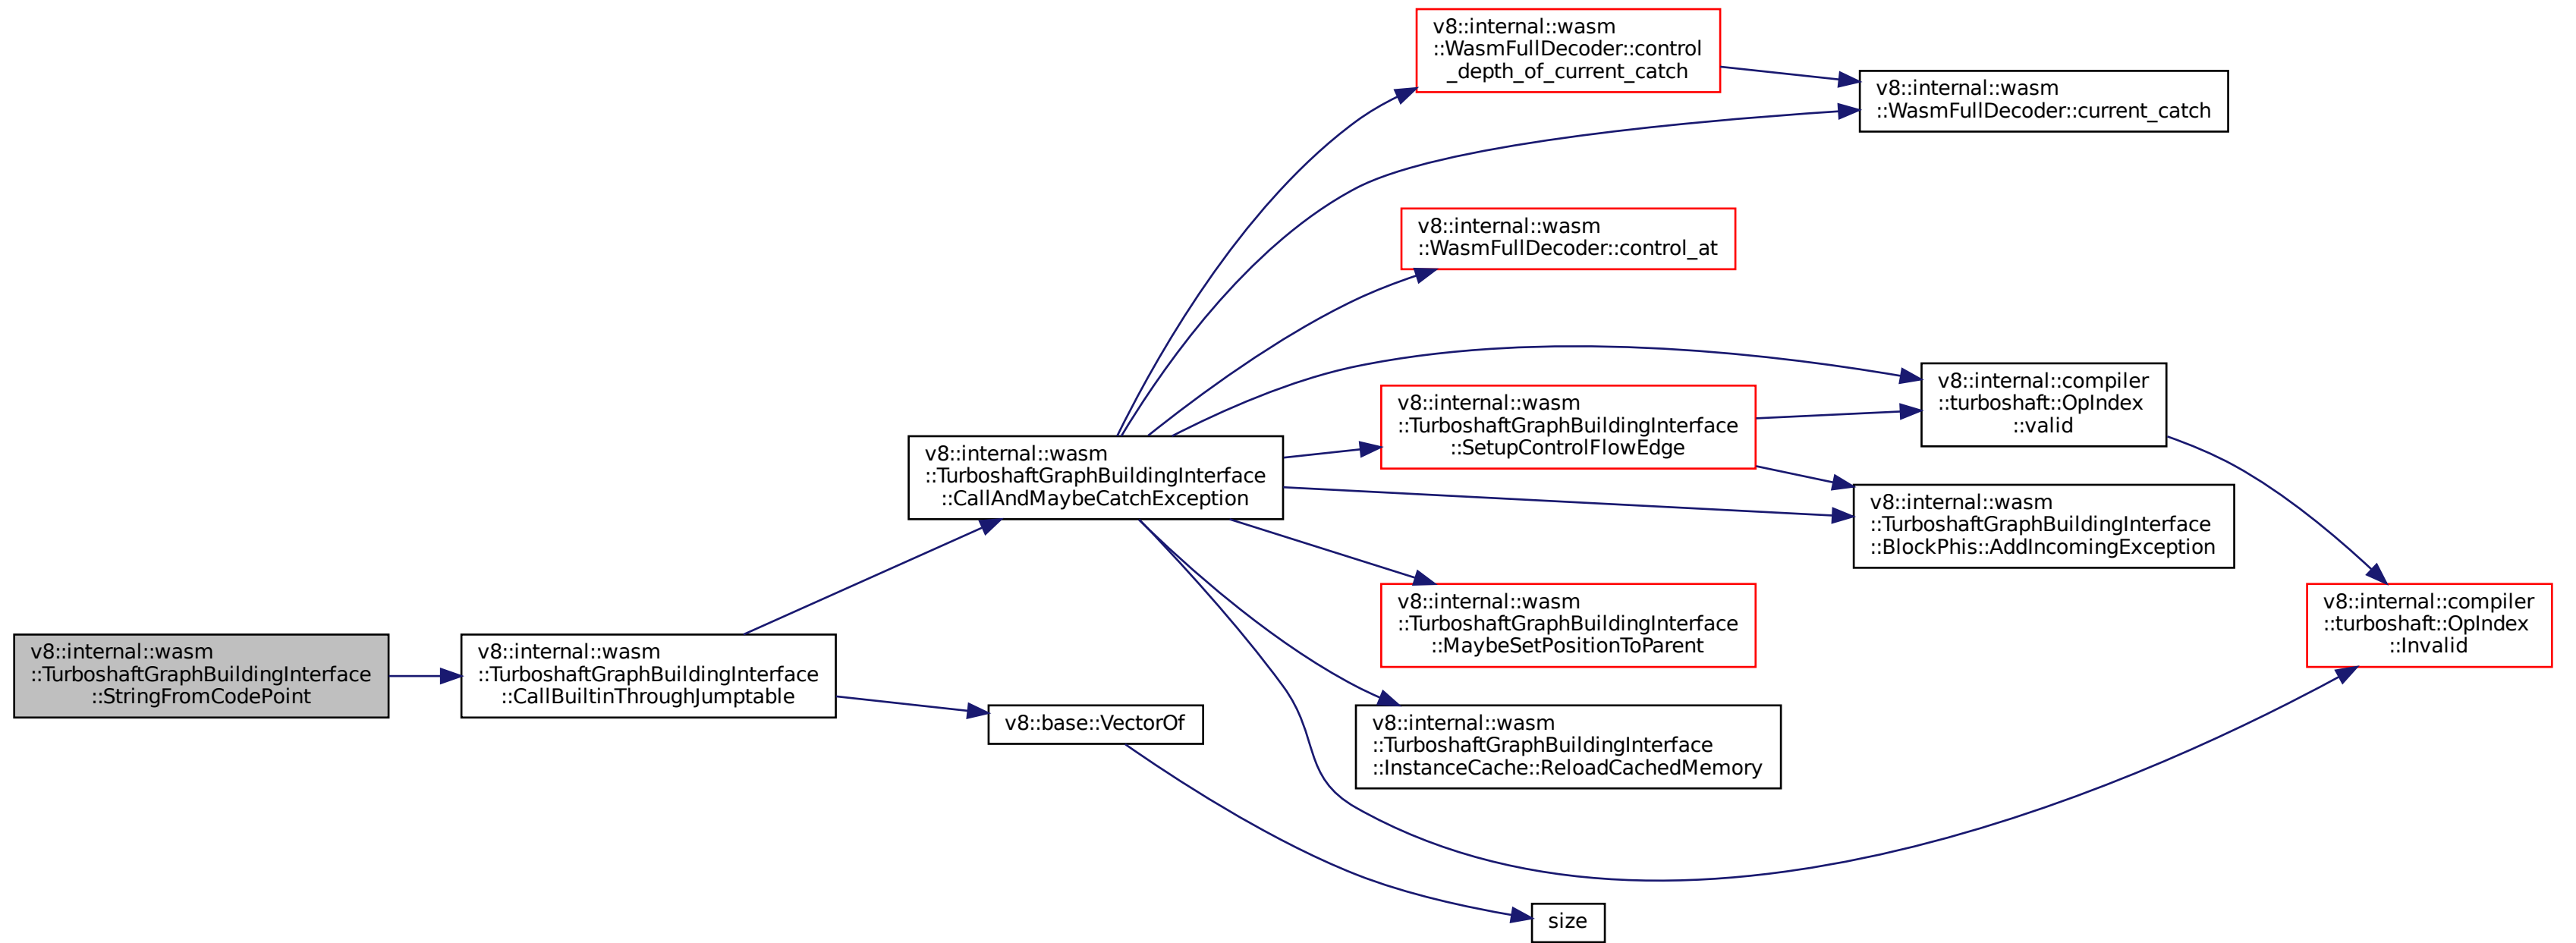 v8::internal::wasm
::TurboshaftGraphBuildingInterface
::StringFromCodePoint
v8::internal::wasm
::TurboshaftGraphBuildingInterface
::CallBuiltinThroughJumptable
v8::internal::wasm
::TurboshaftGraphBuildingInterface
::CallAndMaybeCatchException
v8::base::VectorOf
v8::internal::wasm
::WasmFullDecoder::control
_depth_of_current_catch
v8::internal::wasm
::WasmFullDecoder::current_catch
v8::internal::wasm
::WasmFullDecoder::control_at
v8::internal::compiler
::turboshaft::OpIndex
::valid
v8::internal::wasm
::TurboshaftGraphBuildingInterface
::SetupControlFlowEdge
v8::internal::wasm
::TurboshaftGraphBuildingInterface
::BlockPhis::AddIncomingException
v8::internal::wasm
::TurboshaftGraphBuildingInterface
::MaybeSetPositionToParent
v8::internal::compiler
::turboshaft::OpIndex
::Invalid
v8::internal::wasm
::TurboshaftGraphBuildingInterface
::InstanceCache::ReloadCachedMemory
size